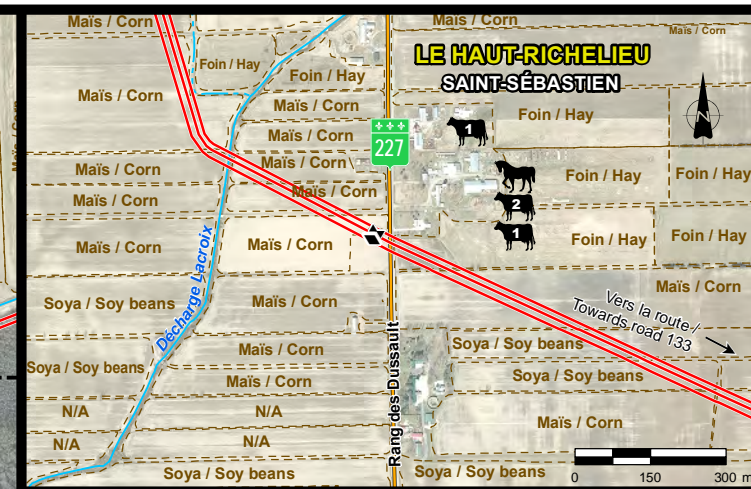 Maïs / Corn
Maïs / Corn
Maïs / Corn
Foin / Hay
LE HAUT-RICHELIEU
Foin / Hay
SAINT-SÉBASTIEN
Maïs / Corn
Maïs / Corn
Foin / Hay
N
1
Maïs / Corn
227
Maïs / Corn
Maïs / Corn
Foin / Hay
Foin / Hay
Maïs / Corn
Maïs / Corn
2
1
Maïs / Corn
Maïs / Corn
Foin / Hay
Foin / Hay
Maïs / Corn
Soya / Soy beans
Maïs / Corn
Décharge Lacroix
Vers la route /
Towards road 133
Rang des Dussault
Maïs / Corn
Soya / Soy beans
Soya / Soy beans
Maïs / Corn
Soya / Soy beans
N/A
N/A
Maïs / Corn
N/A
N/A
Soya / Soy beans
Soya / Soy beans
0 150 300 m